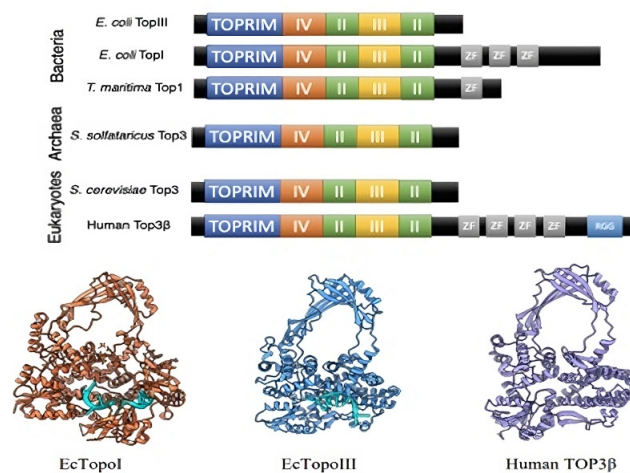 Bacteria
E. coli TopIII
TOPRIM IV II III II
E. coli TopI
TOPRIM IV II III II ZF ZF ZF
T. maritima Top1
TOPRIM IV II III II ZF
Archaea
S. solfataricus Top3
TOPRIM IV II III II
Eukaryotes
S. cerevisiae Top3
TOPRIM IV II III II
Human Top3β
TOPRIM IV II III II ZF ZF ZF ZF RGG
EcTopoI EcTopoIII Human TOP3β